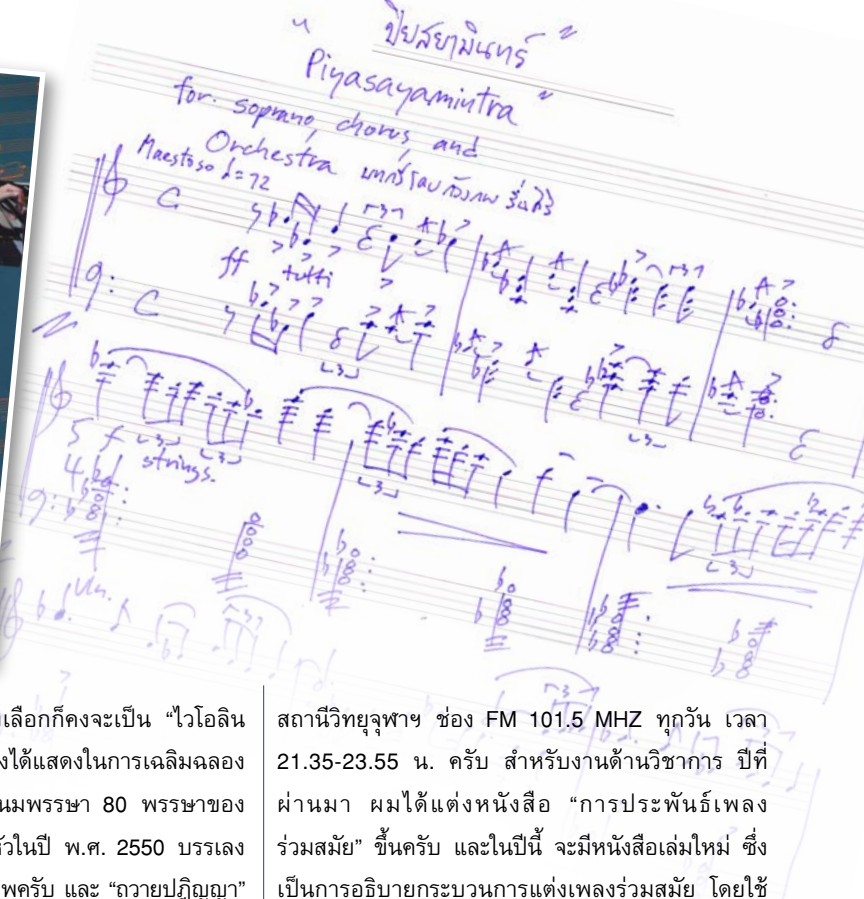 " ปิยสยามินทร์ "
" Piyasayamintra "
for soprano, chorus, and
Orchestra
Maestoso ♩=72
ff tutti
f
strings.
Vln.
เลือกก็คงจะเป็น “ไวโอลิน
งได้แสดงในการเฉลิมฉลอง
นมพรรษา 80 พรรษาของ
ัวในปี พ.ศ. 2550 บรรเลง
พครับ และ “ถวายปฏิญญา”
สถานีวิทยุจุฬาฯ ช่อง FM 101.5 MHZ ทุกวัน เวลา
21.35-23.55 น. ครับ สำหรับงานด้านวิชาการ ปีที่
ผ่านมา ผมได้แต่งหนังสือ “การประพันธ์เพลง
ร่วมสมัย” ขึ้นครับ และในปีนี้ จะมีหนังสือเล่มใหม่ ซึ่ง
เป็นการอธิบายกระบวนการแต่งเพลงร่วมสมัย โดยใช้